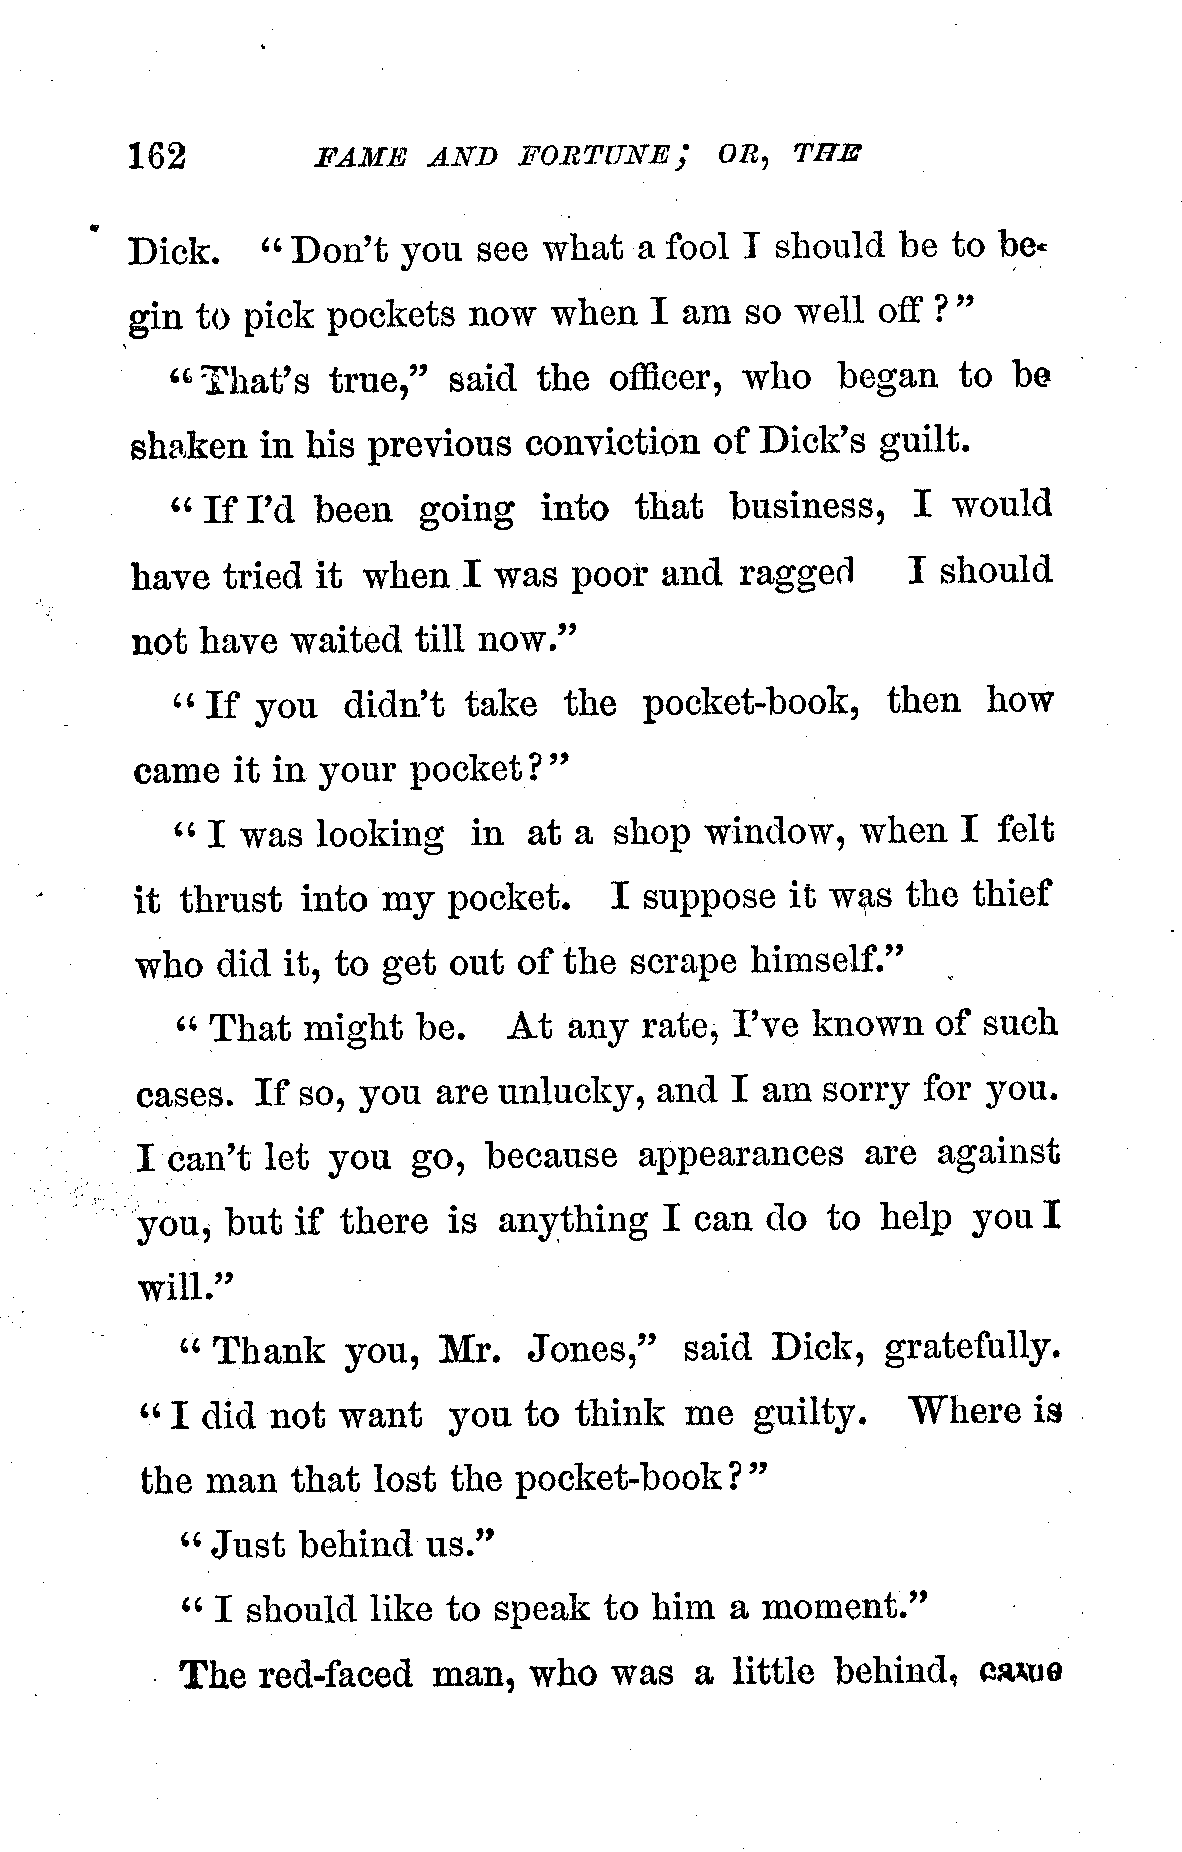 162 FAME AND FORTUNE; OR, THE
Dick. "Don't you see what a fool I should be to be-
gin to pick pockets now when I am so well off?"
"That's true," said the officer, who began to be
shaken in his previous conviction of Dick's guilt.
"If I'd been going into that business, I would
have tried it when I was poor and ragged I should
not have waited till now."
"If you didn't take the pocket-book, then how
came it in your pocket?"
"I was looking in at a shop window, when I felt
it thrust into my pocket. I suppose it was the thief
who did it, to get out of the scrape himself."
"That might be. At any rate, I've known of such
cases. If so, you are unlucky, and I am sorry for you.
I can't let you go, because appearances are against
you, but if there is anything I can do to help you I
will."
"Thank you, Mr. Jones," said Dick, gratefully.
"I did not want you to think me guilty. Where is
the man that lost the pocket-book?"
"Just behind us."
"I should like to speak to him a moment."
The red-faced man, who was a little behind, came